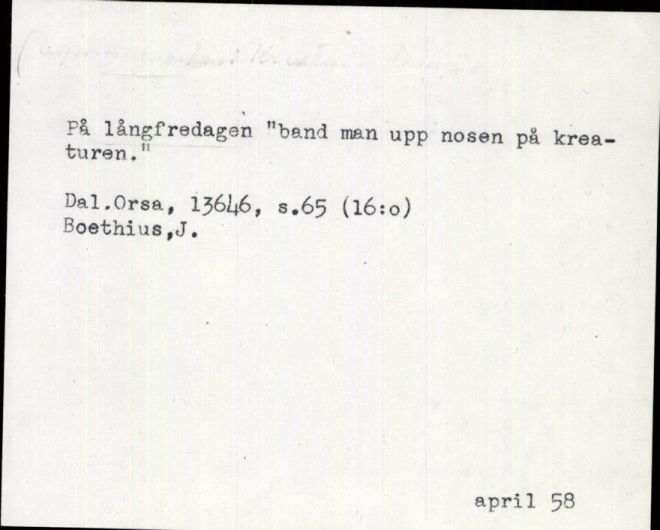 På långfredagen "band man upp nosen på krea-
turen."
Dal.Orsa, 13646, s.65 (16:o)
Boethius,J.
april 58